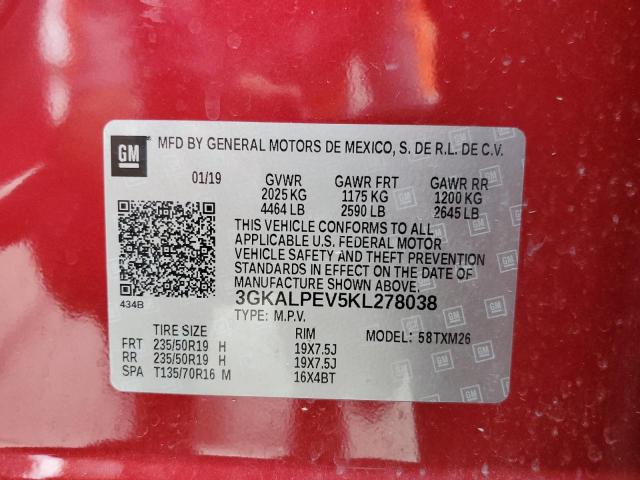 GM MFD BY GENERAL MOTORS DE MEXICO, S. DE R.L. DE C.V.
01/19 GVWR GAWR FRT GAWR RR
2025 KG 1175 KG 1200 KG
4464 LB 2590 LB 2645 LB
THIS VEHICLE CONFORMS TO ALL
APPLICABLE U.S. FEDERAL MOTOR
VEHICLE SAFETY AND THEFT PREVENTION
STANDARDS IN EFFECT ON THE DATE OF
MANUFACTURE SHOWN ABOVE.
434B 3GKALPEV5KL278038
TYPE: M.P.V.
TIRE SIZE RIM MODEL: 58TXM26
FRT 235/50R19 H 19X7.5J
RR 235/50R19 H 19X7.5J
SPA T135/70R16 M 16X4BT